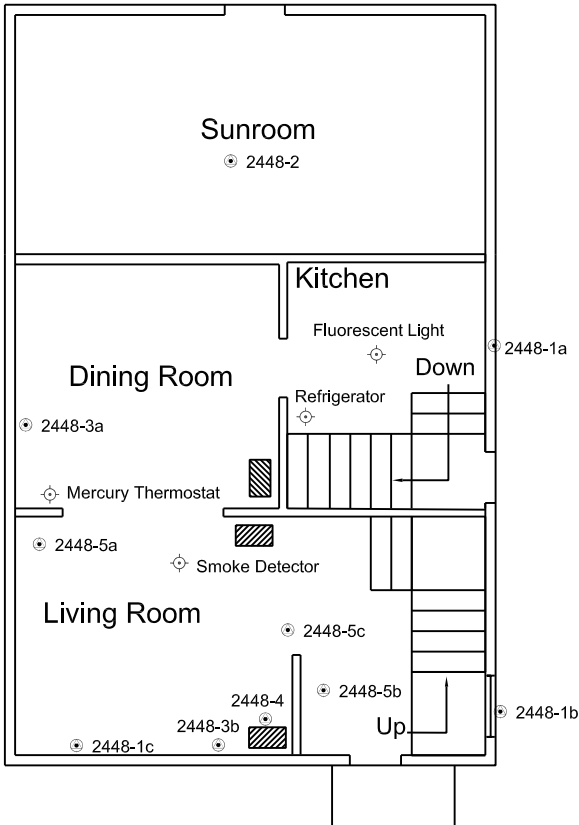 Sunroom
2448-2
Kitchen
Fluorescent Light
2448-1a
Down
Dining Room
Refrigerator
2448-3a
Mercury Thermostat
2448-5a
Smoke Detector
Living Room
2448-5c
2448-5b
2448-4
2448-1b
Up
2448-3b
2448-1c